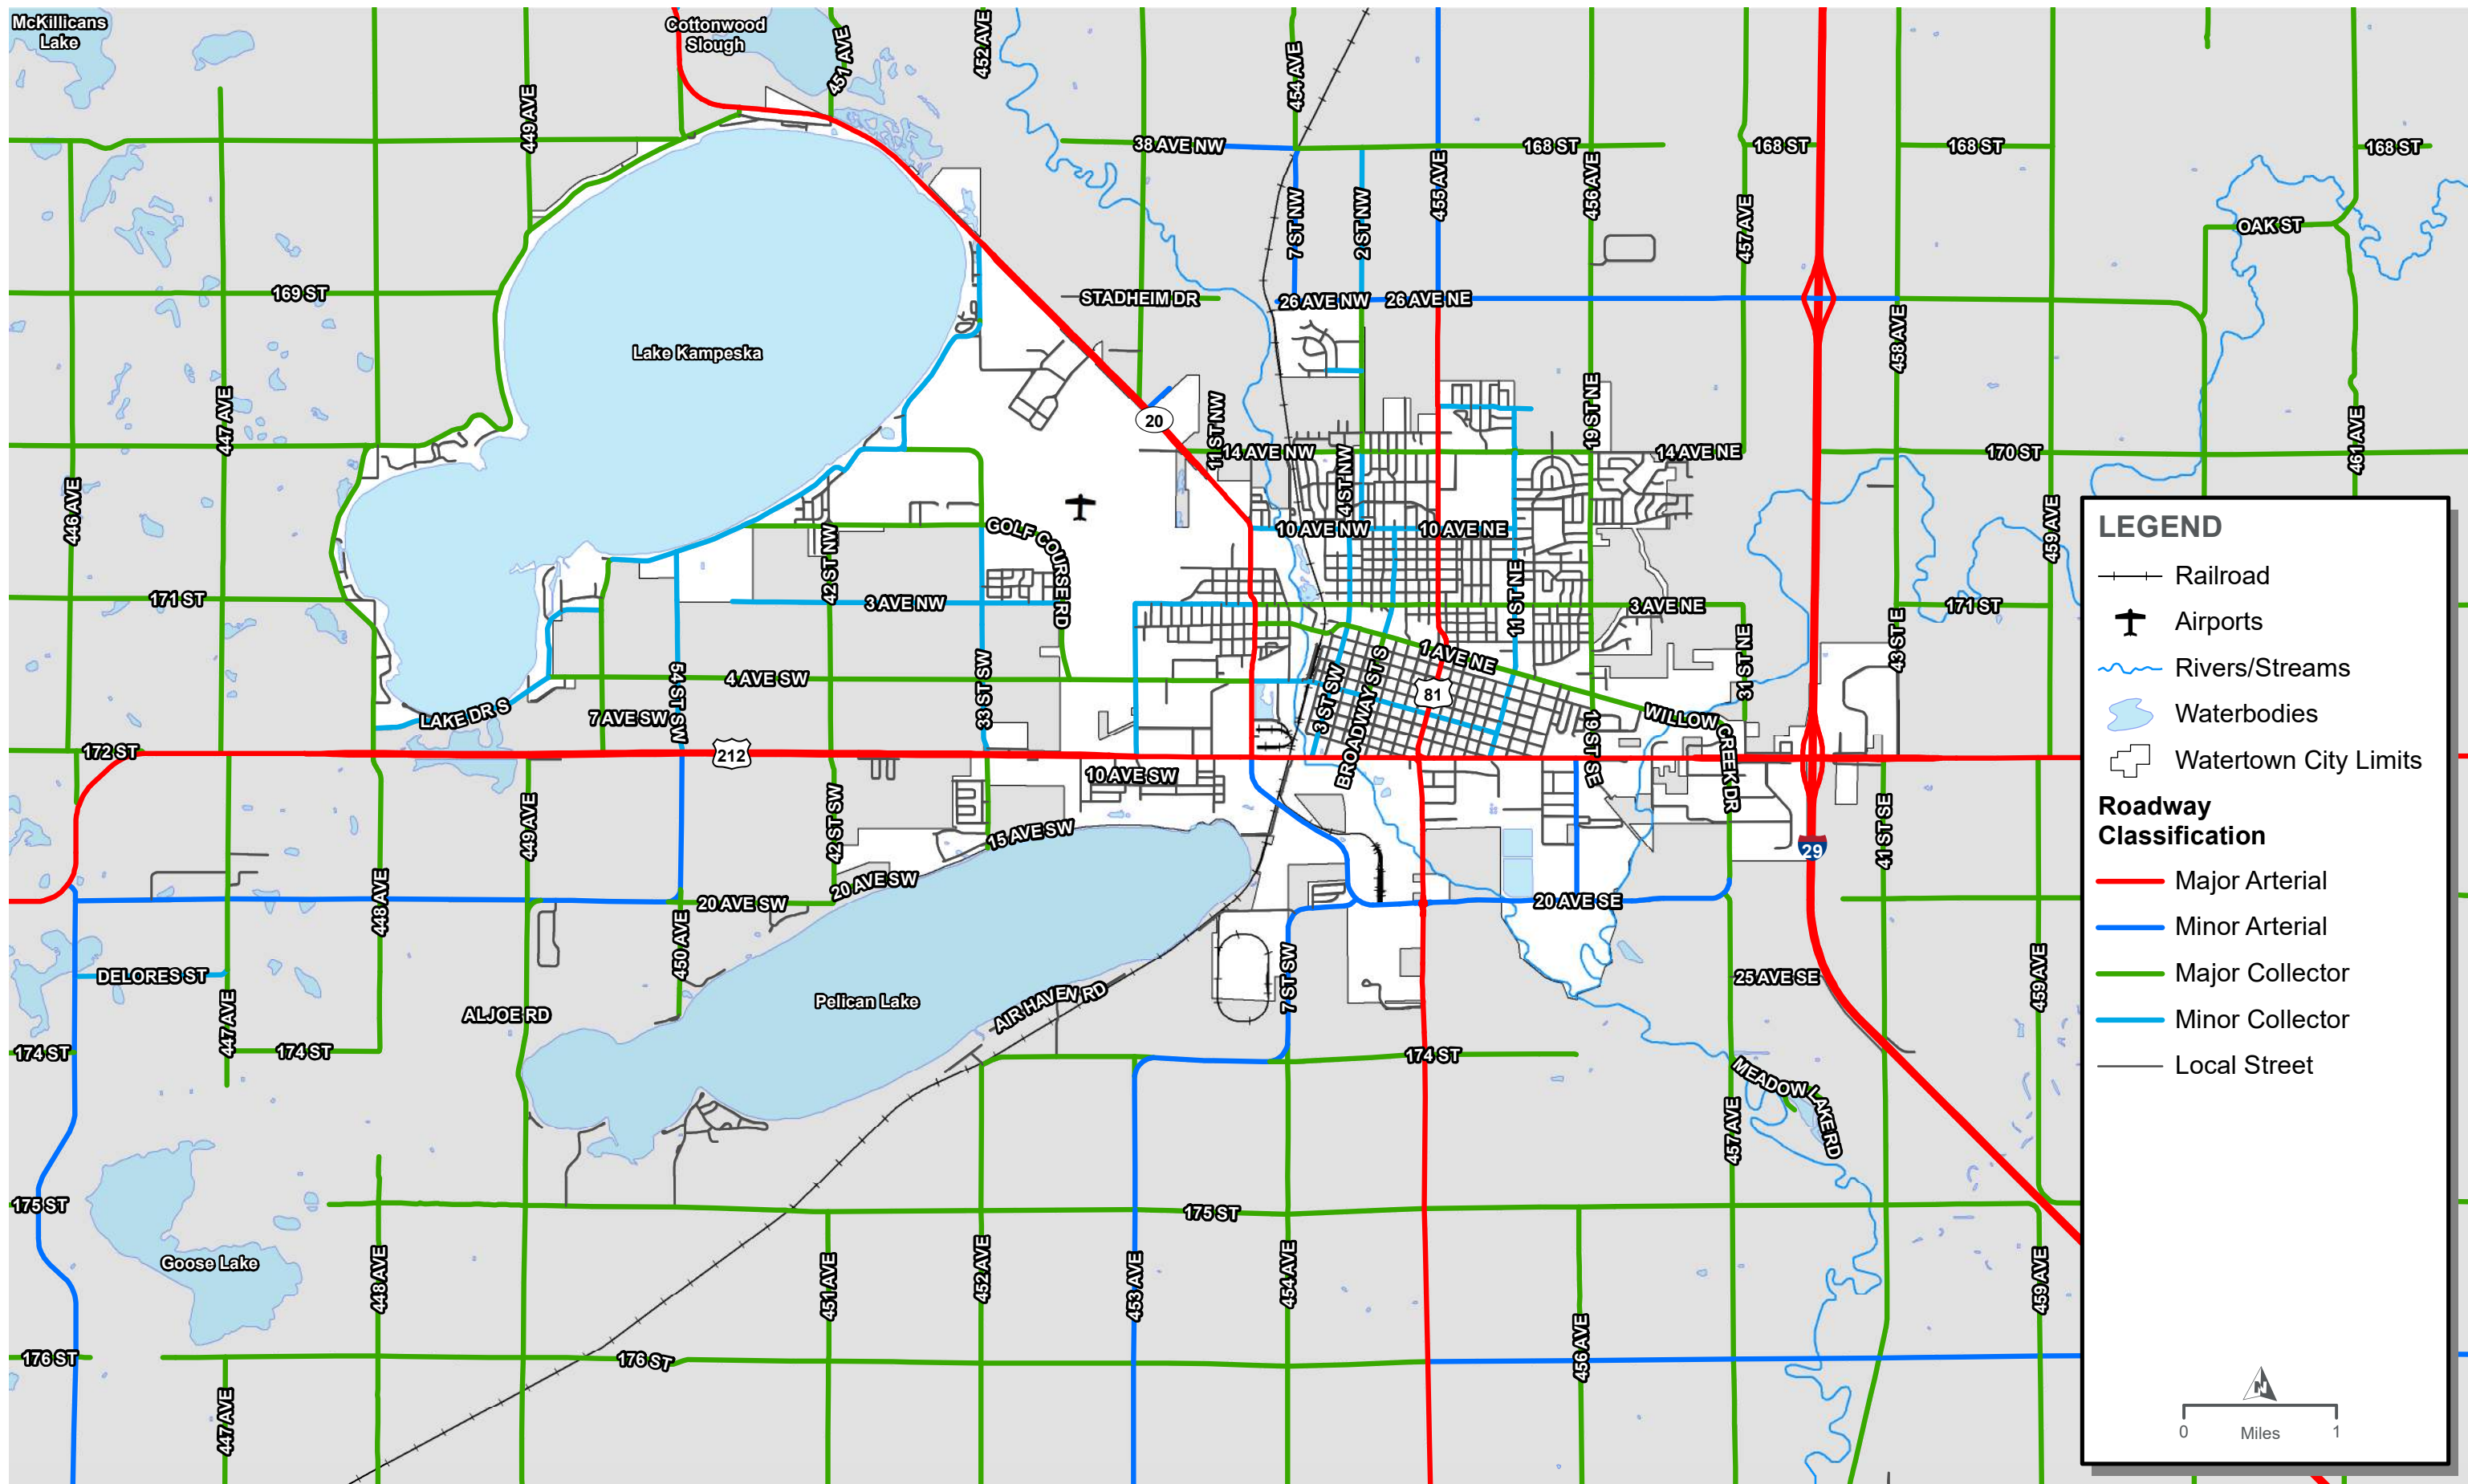 McKillicans
Lake
Cottonwood
Slough
451 AVE
452 AVE
454 AVE
449 AVE
38 AVE NW
168 ST
168 ST
168 ST
168 ST
455 AVE
456 AVE
457 AVE
7 ST NW
2 ST NW
OAK ST
169 ST
STADHEIM DR
26 AVE NW
26 AVE NE
458 AVE
Lake Kampeska
447 AVE
20
11 ST NW
19 ST NE
461 AVE
14 AVE NW
14 AVE NE
170 ST
4 ST NW
446 AVE
459 AVE
GOLF COURSE RD
10 AVE NW
10 AVE NE
42 ST NW
11 ST NE
171 ST
3 AVE NW
3 AVE NE
171 ST
43 ST E
31 ST NE
1 AVE NE
54 ST SW
4 AVE SW
33 ST SW
3 ST SW
BROADWAY ST S
81
LAKE DR S
7 AVE SW
WILLOW CREEK DR
19 ST SE
172 ST
212
10 AVE SW
449 AVE
42 ST SW
15 AVE SW
29
41 ST SE
448 AVE
20 AVE SW
20 AVE SW
20 AVE SE
450 AVE
DELORES ST
7 ST SW
25 AVE SE
459 AVE
Pelican Lake
AIR HAVEN RD
ALJOE RD
447 AVE
174 ST
174 ST
174 ST
MEADOW LAKE RD
457 AVE
175 ST
175 ST
Goose Lake
448 AVE
451 AVE
452 AVE
453 AVE
454 AVE
459 AVE
456 AVE
176 ST
176 ST
447 AVE
LEGEND
Railroad
Airports
Rivers/Streams
Waterbodies
Watertown City Limits
Roadway
Classification
Major Arterial
Minor Arterial
Major Collector
Minor Collector
Local Street
N
0
Miles
1